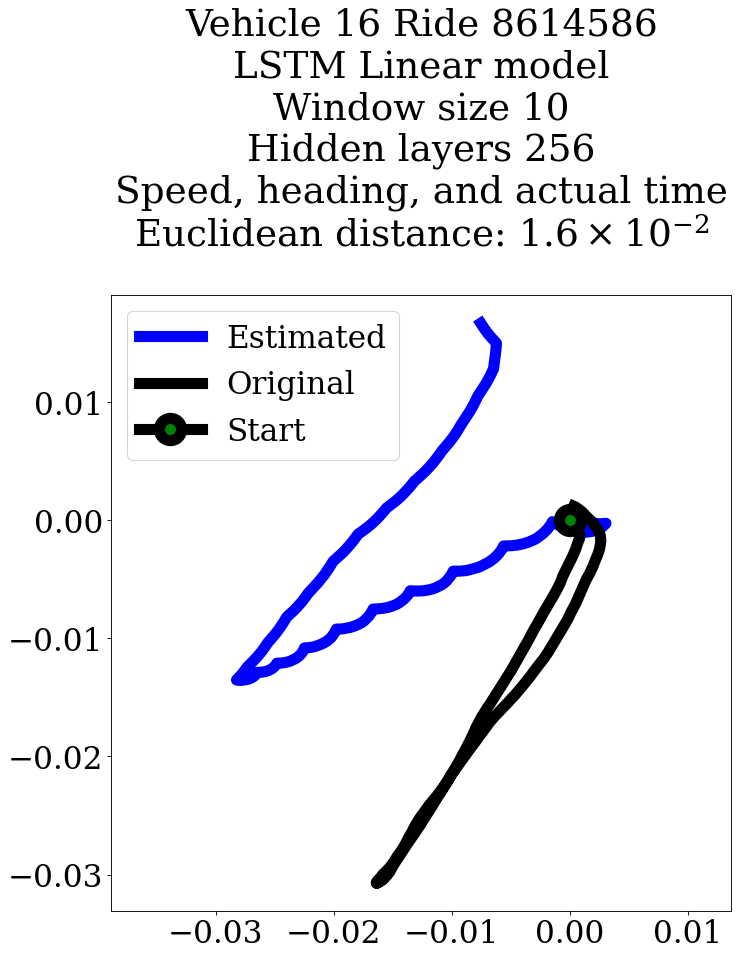 Vehicle 16 Ride 8614586
LSTM Linear model
Window size 10
Hidden layers 256
Speed, heading, and actual time
Euclidean distance: 1.6 × 10⁻²
Estimated
Original
Start
0.01
0.00
−0.01
−0.02
−0.03
−0.03 −0.02 −0.01 0.00 0.01